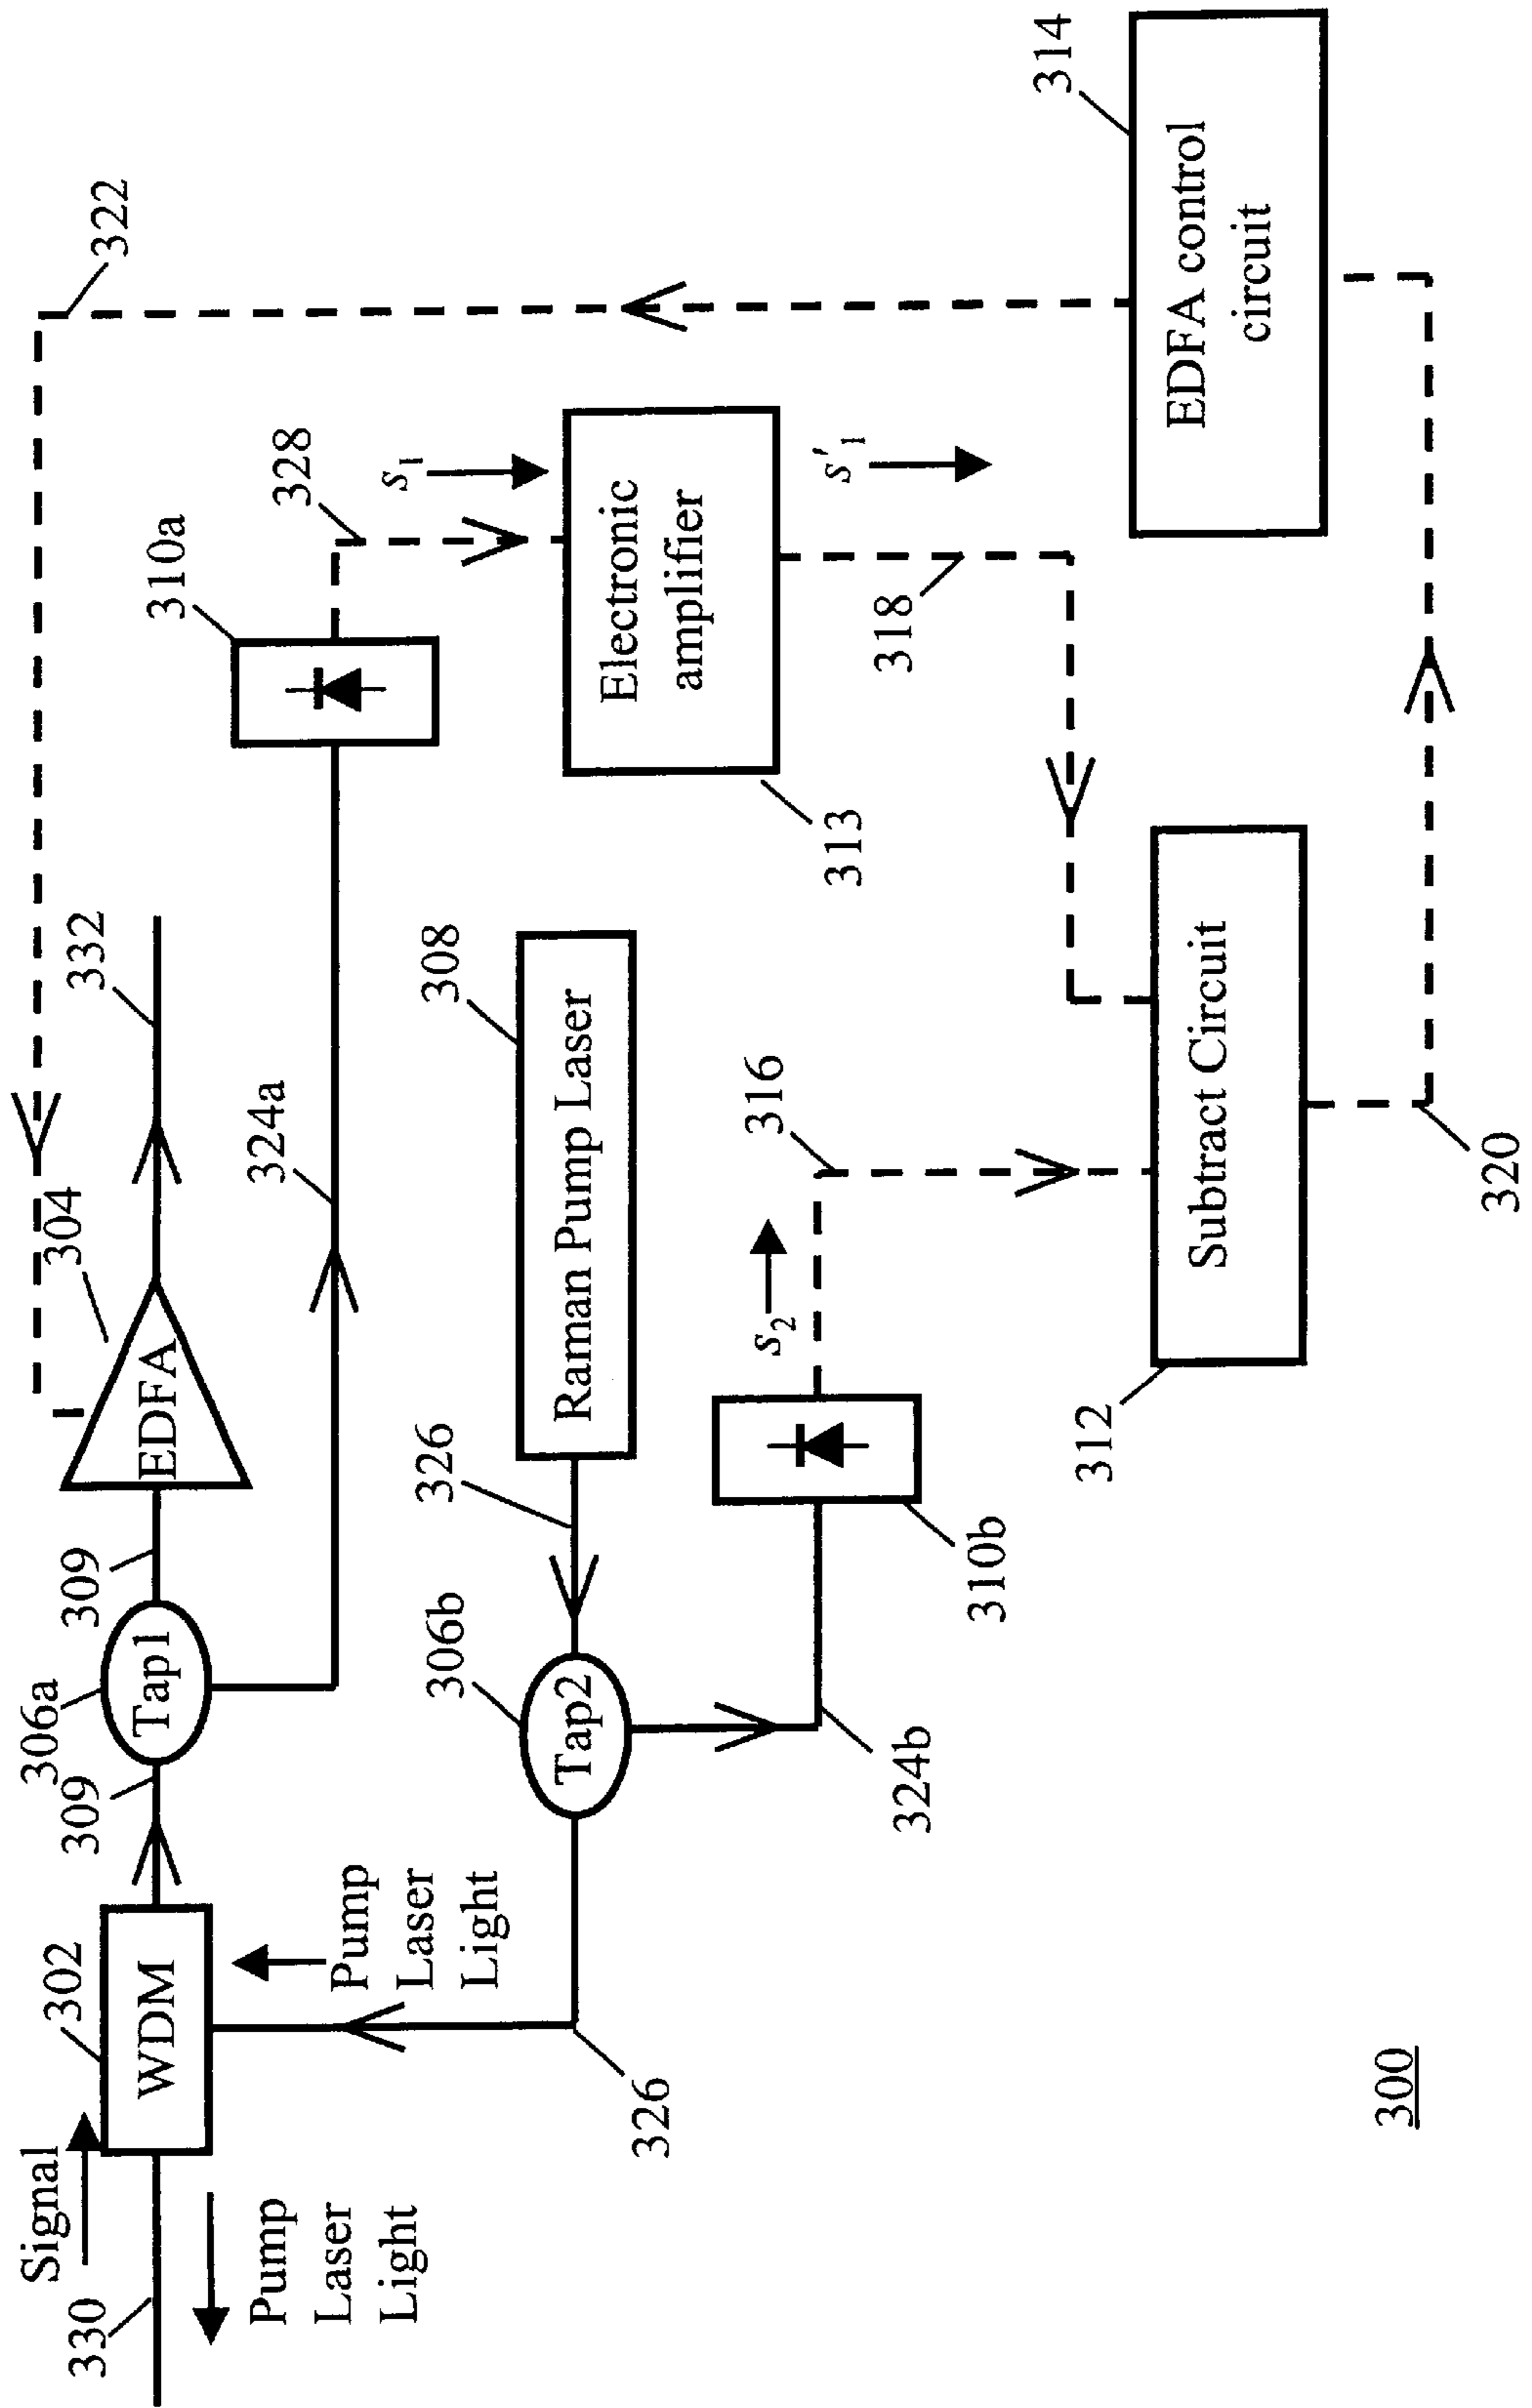 Signal
330
302
WDM
Pump
Laser
Light
Pump
Laser
Light
309
306a
Tap1
309
304
EDFA
332
322
324a
310a
328
s1
Electronic
amplifier
313
s'1
318
326
306b
Tap2
326
Raman Pump Laser
308
324b
310b
s2
316
Subtract Circuit
312
320
EDFA control
circuit
314
300